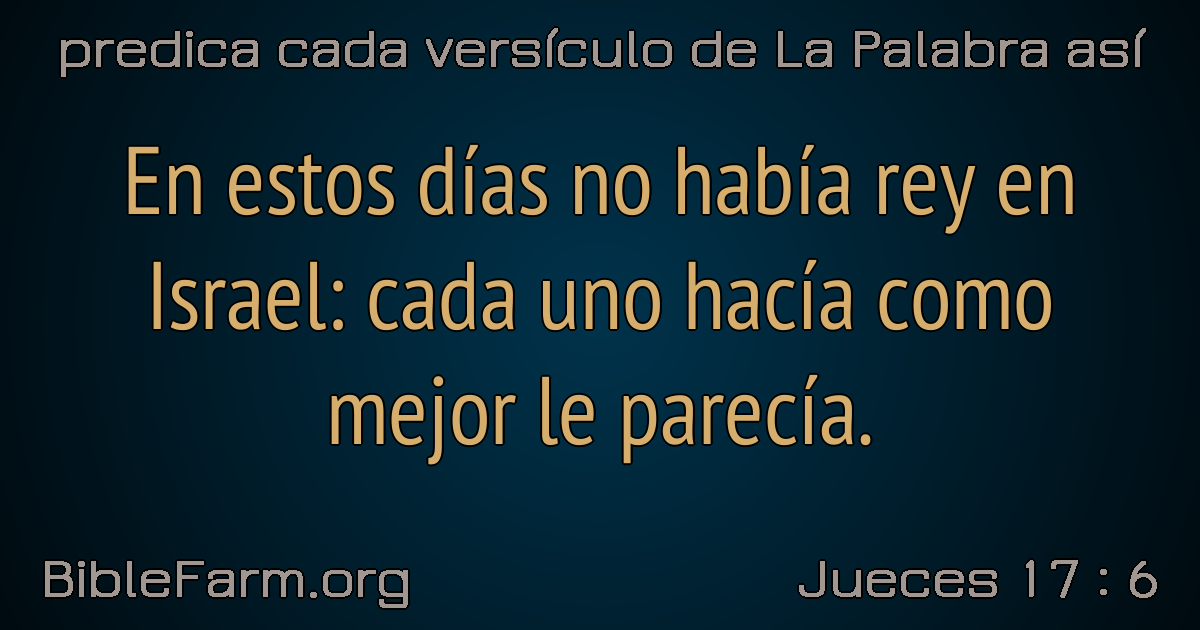 predica cada versículo de La Palabra así
En estos días no había rey en
Israel: cada uno hacía como
mejor le parecía.
BibleFarm.org
Jueces 17 : 6